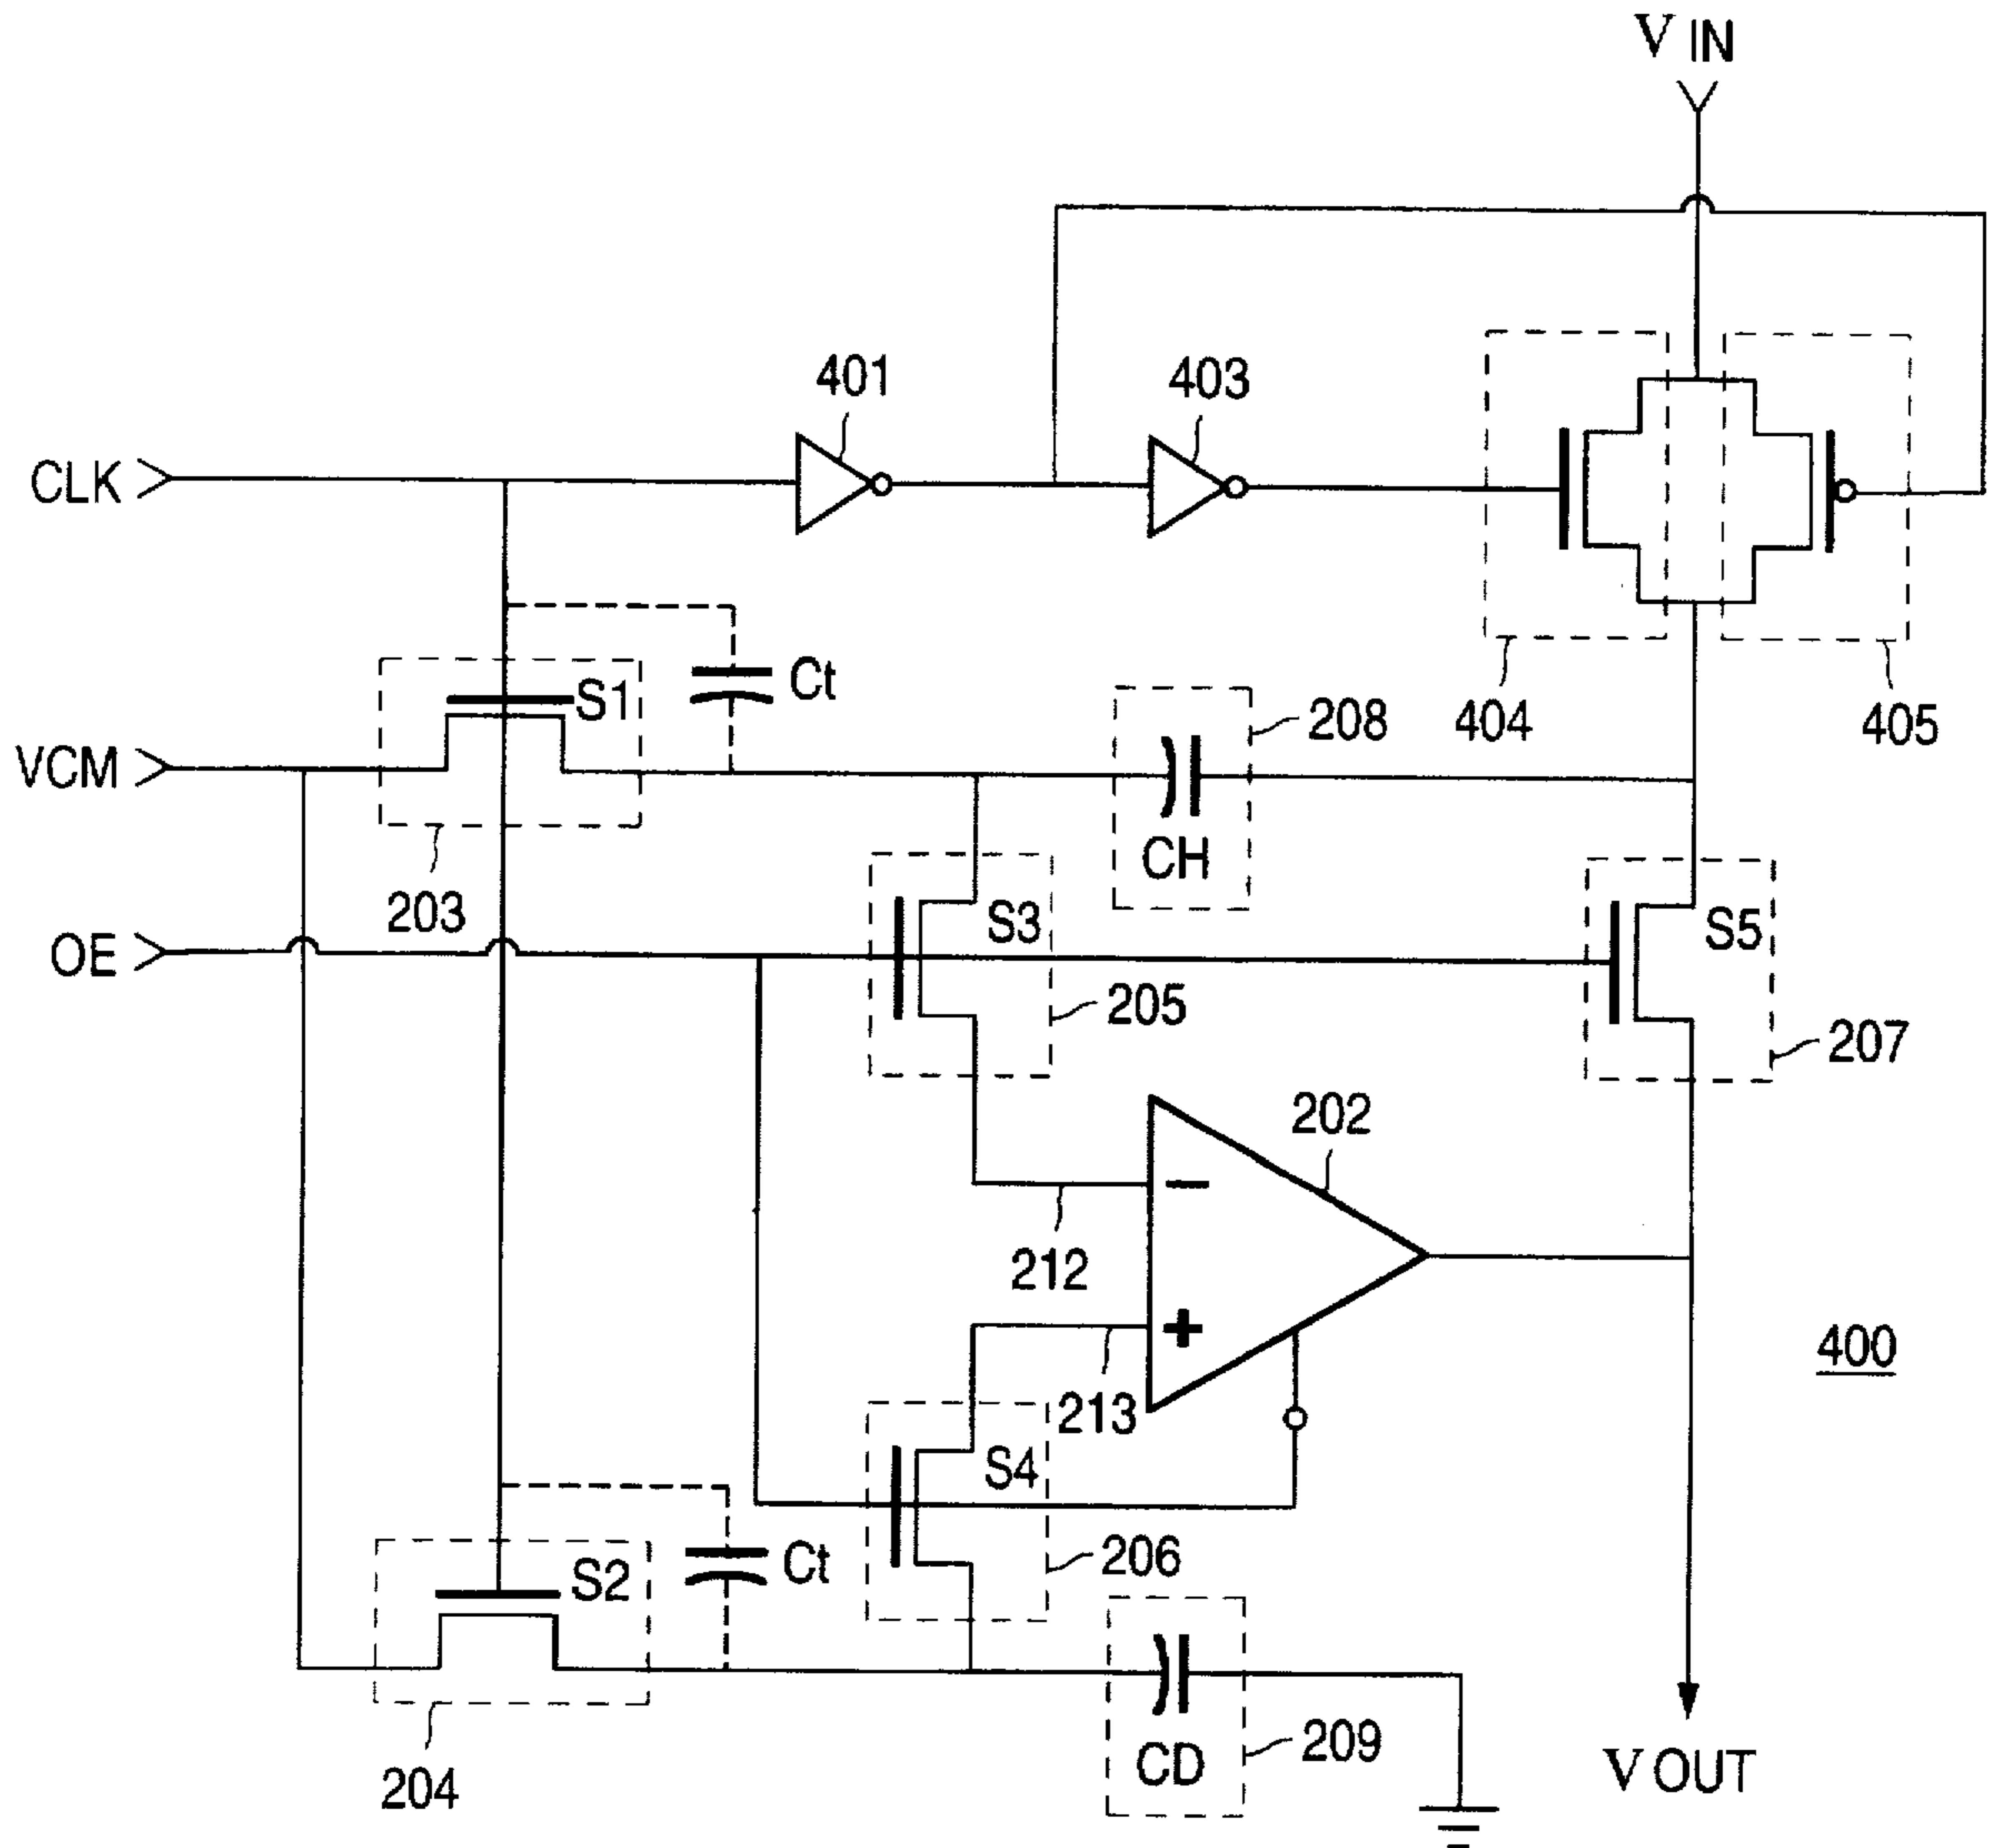 V IN
401
403
CLK
S1
Ct
404
405
208
VCM
CH
203
S3
S5
OE
205
207
202
212
213
400
S4
206
S2
Ct
209
CD
204
V OUT